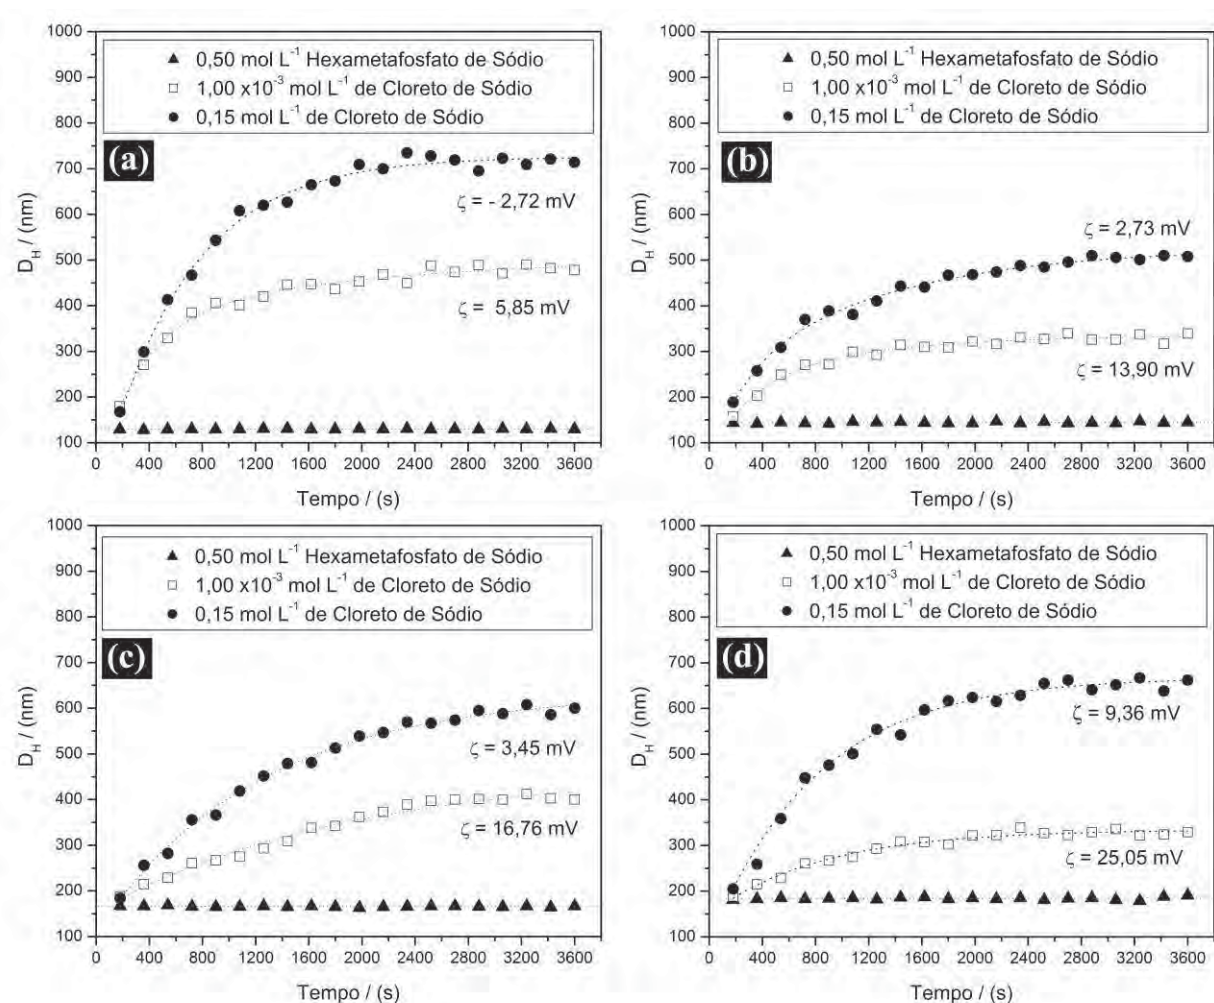 1000
900
800
700
600
500
400
300
200
100
D_H / (nm)
0,50 mol L⁻¹ Hexametafosfato de Sódio
1,00 x10⁻³ mol L⁻¹ de Cloreto de Sódio
0,15 mol L⁻¹ de Cloreto de Sódio
(a)
ζ = - 2,72 mV
ζ = 5,85 mV
0 400 800 1200 1600 2000 2400 2800 3200 3600
Tempo / (s)
1000
900
800
700
600
500
400
300
200
100
D_H / (nm)
0,50 mol L⁻¹ Hexametafosfato de Sódio
1,00 x10⁻³ mol L⁻¹ de Cloreto de Sódio
0,15 mol L⁻¹ de Cloreto de Sódio
(b)
ζ = 2,73 mV
ζ = 13,90 mV
0 400 800 1200 1600 2000 2400 2800 3200 3600
Tempo / (s)
1000
900
800
700
600
500
400
300
200
100
D_H / (nm)
0,50 mol L⁻¹ Hexametafosfato de Sódio
1,00 x10⁻³ mol L⁻¹ de Cloreto de Sódio
0,15 mol L⁻¹ de Cloreto de Sódio
(c)
ζ = 3,45 mV
ζ = 16,76 mV
0 400 800 1200 1600 2000 2400 2800 3200 3600
Tempo / (s)
1000
900
800
700
600
500
400
300
200
100
D_H / (nm)
0,50 mol L⁻¹ Hexametafosfato de Sódio
1,00 x10⁻³ mol L⁻¹ de Cloreto de Sódio
0,15 mol L⁻¹ de Cloreto de Sódio
(d)
ζ = 9,36 mV
ζ = 25,05 mV
0 400 800 1200 1600 2000 2400 2800 3200 3600
Tempo / (s)